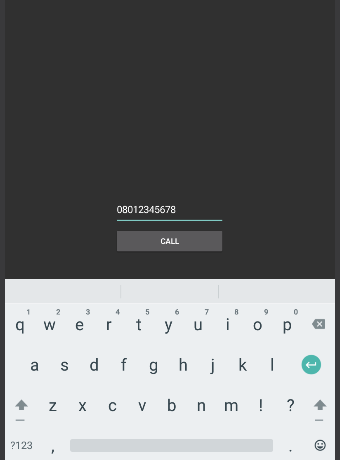 08012345678
CALL
1 2 3 4 5 6 7 8 9 0
q w e r t y u i o p
a s d f g h j k l
z x c v b n m ! ?
?123 , .